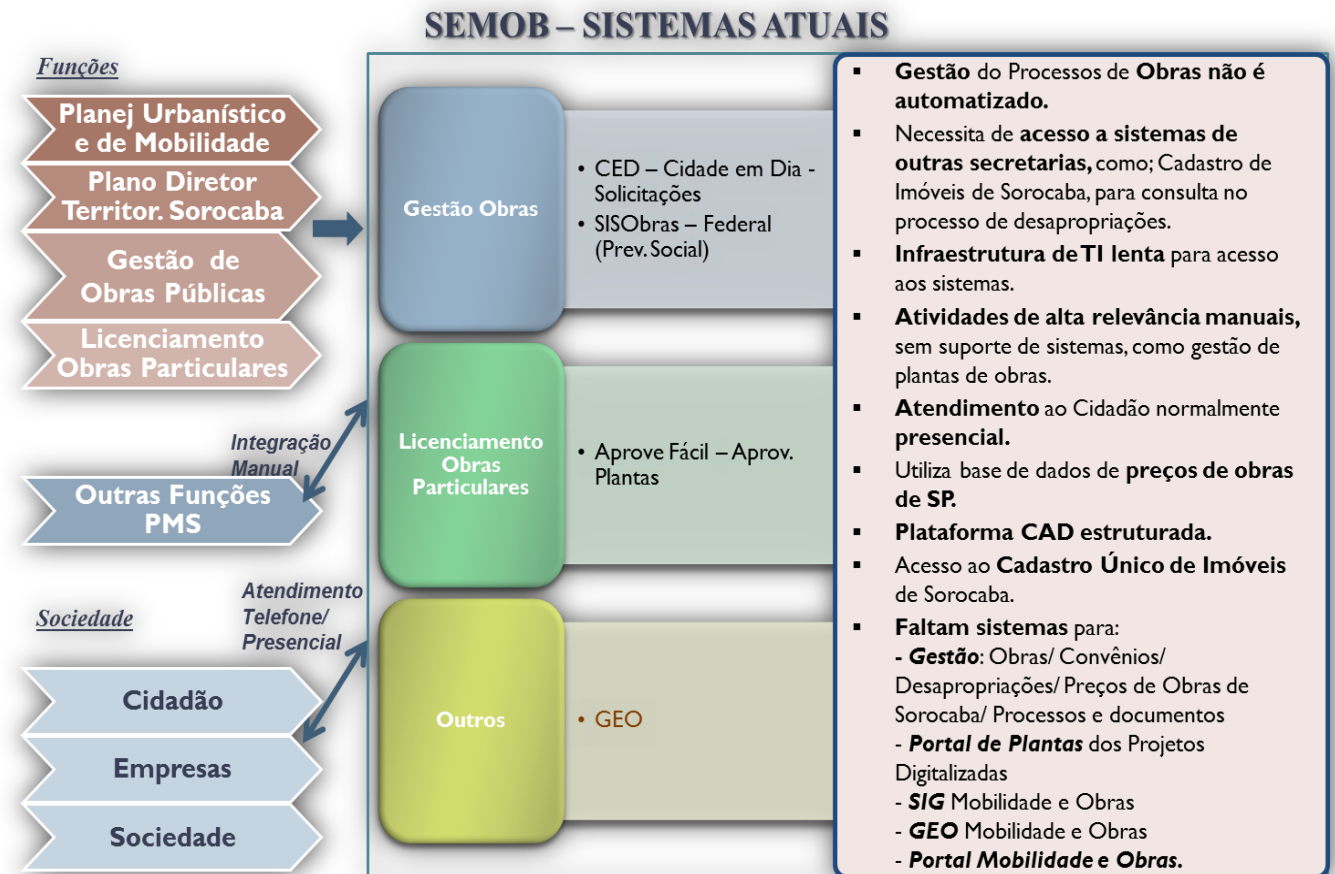 SEMOB – SISTEMAS ATUAIS
Funções
Planej Urbanístico
e de Mobilidade
Plano Diretor
Territor. Sorocaba
Gestão de
Obras Públicas
Licenciamento
Obras Particulares
Integração
Manual
Outras Funções
PMS
Atendimento
Telefone/
Presencial
Sociedade
Cidadão
Empresas
Sociedade
Gestão Obras
• CED – Cidade em Dia -
Solicitações
• SISObras – Federal
(Prev. Social)
Licenciamento
Obras
Particulares
• Aprove Fácil – Aprov.
Plantas
Outros
• GEO
▪ Gestão do Processos de Obras não é
automatizado.
▪ Necessita de acesso a sistemas de
outras secretarias, como; Cadastro de
Imóveis de Sorocaba, para consulta no
processo de desapropriações.
▪ Infraestrutura de TI lenta para acesso
aos sistemas.
▪ Atividades de alta relevância manuais,
sem suporte de sistemas, como gestão de
plantas de obras.
▪ Atendimento ao Cidadão normalmente
presencial.
▪ Utiliza base de dados de preços de obras
de SP.
▪ Plataforma CAD estruturada.
▪ Acesso ao Cadastro Único de Imóveis
de Sorocaba.
▪ Faltam sistemas para:
- Gestão: Obras/ Convênios/
Desapropriações/ Preços de Obras de
Sorocaba/ Processos e documentos
- Portal de Plantas dos Projetos
Digitalizadas
- SIG Mobilidade e Obras
- GEO Mobilidade e Obras
- Portal Mobilidade e Obras.